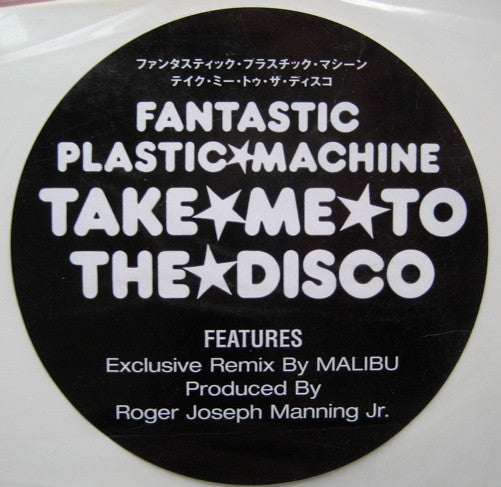 ファンタスティック・プラスチック・マシーン
テイク・ミー・トゥ・ザ・ディスコ
FANTASTIC
PLASTIC★MACHINE
TAKE★ME★TO
THE★DISCO
FEATURES
Exclusive Remix By MALIBU
Produced By
Roger Joseph Manning Jr.